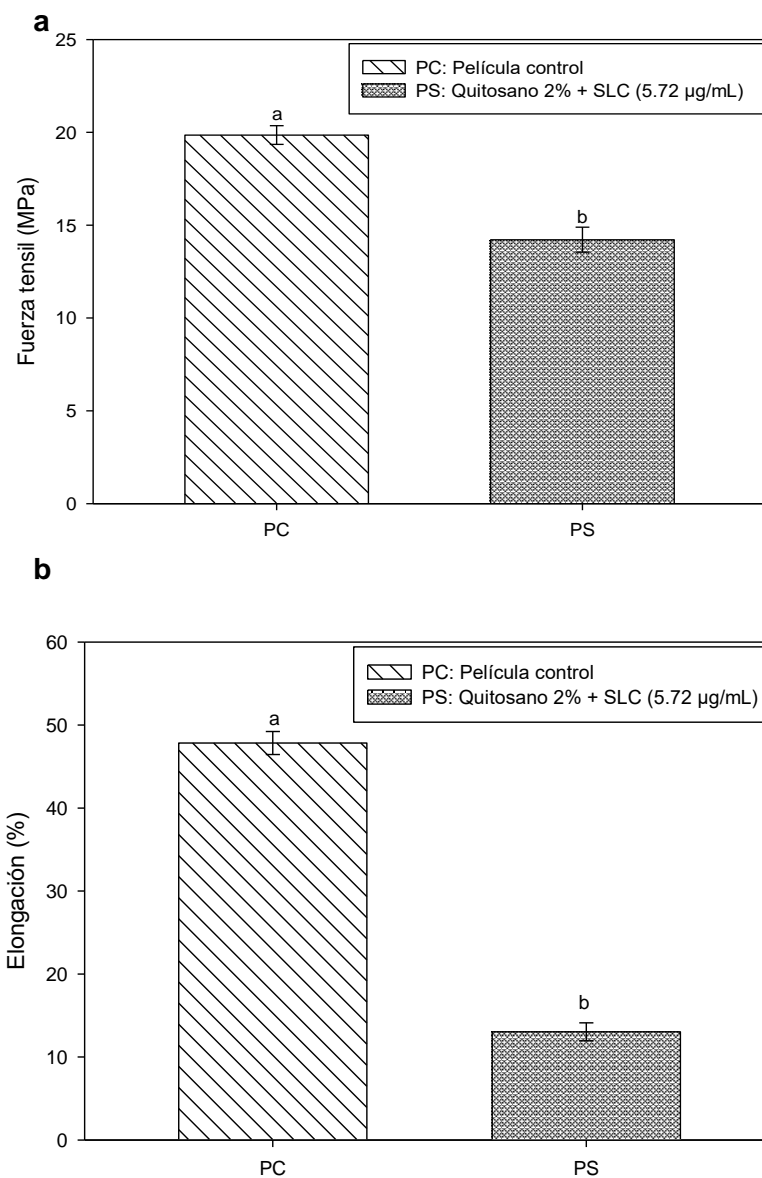 a
25
20
15
10
5
0
Fuerza tensil (MPa)
PC: Película control
PS: Quitosano 2% + SLC (5.72 µg/mL)
a
b
PC
PS
b
60
50
40
30
20
10
0
Elongación (%)
PC: Película control
PS: Quitosano 2% + SLC (5.72 µg/mL)
a
b
PC
PS